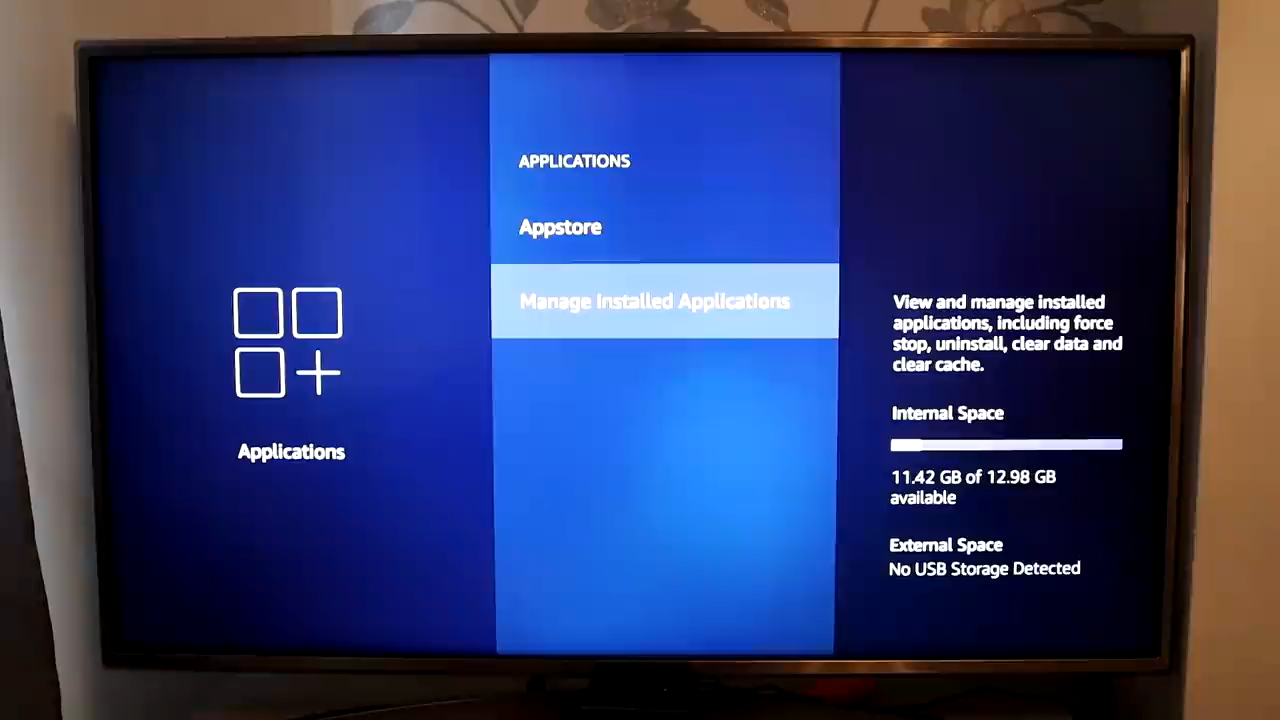 APPLICATIONS
Appstore
Manage Installed Applications
Applications
View and manage installed
applications, including force
stop, uninstall, clear data and
clear cache.
Internal Space
11.42 GB of 12.98 GB
available
External Space
No USB Storage Detected